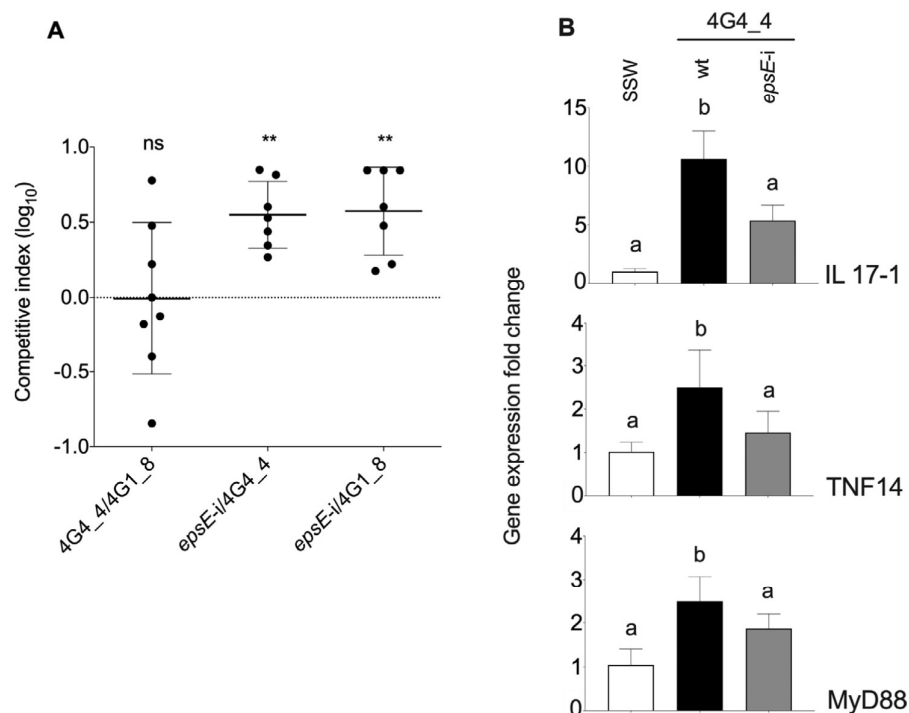 A
Competitive index (log10)
1.0
0.5
0.0
-0.5
-1.0
ns
**
**
4G4_4/4G1_8
epsE-i/4G4_4
epsE-i/4G1_8
B
4G4_4
SSW
wt
epsE-i
Gene expression fold change
15
10
5
0
a
b
a
IL 17-1
4
3
2
1
0
a
b
a
TNF14
4
3
2
1
0
a
b
a
MyD88